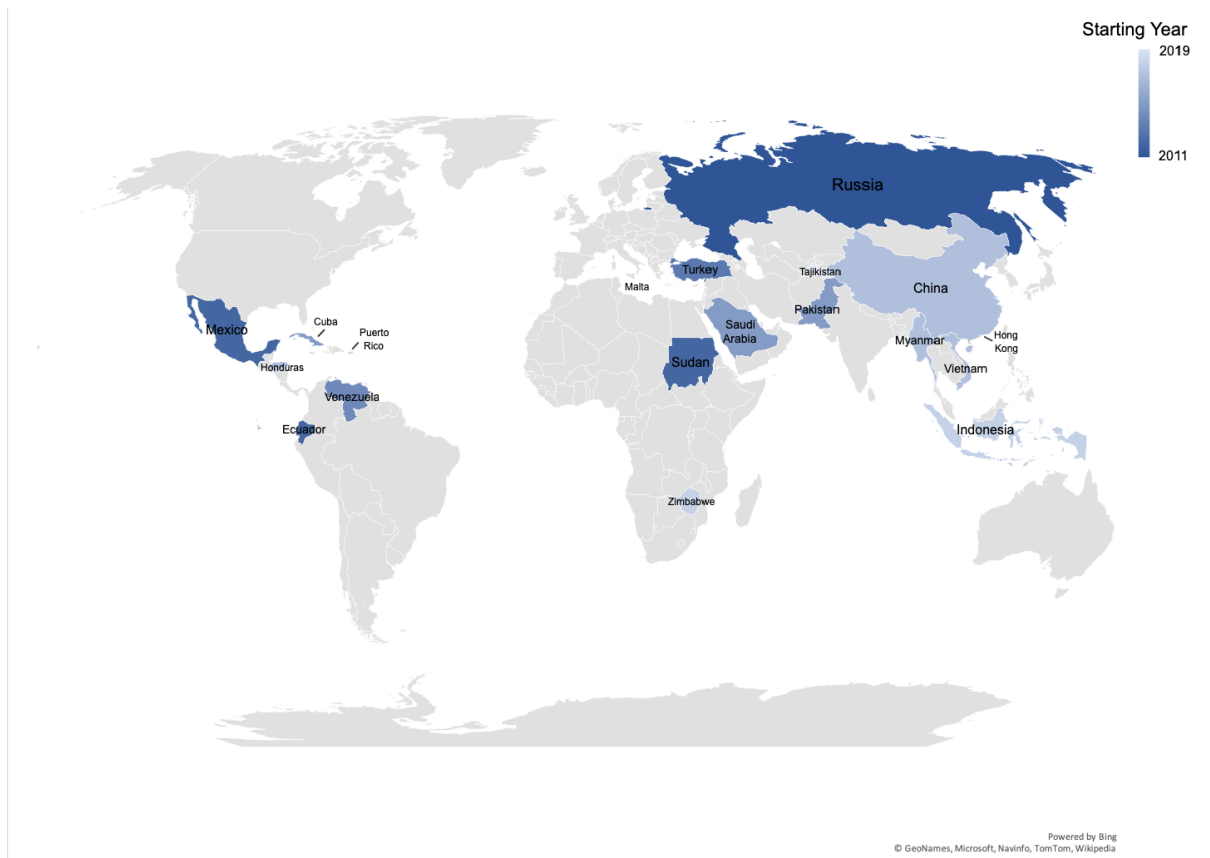 Starting Year
2019
2011
Russia
Turkey
Tajikistan
Malta
China
Pakistan
Cuba
Saudi
Arabia
Mexico
Puerto
Rico
Hong
Kong
Myanmar
Honduras
Sudan
Vietnam
Venezuela
Ecuador
Indonesia
Zimbabwe
Powered by Bing
© GeoNames, Microsoft, Navinfo, TomTom, Wikipedia